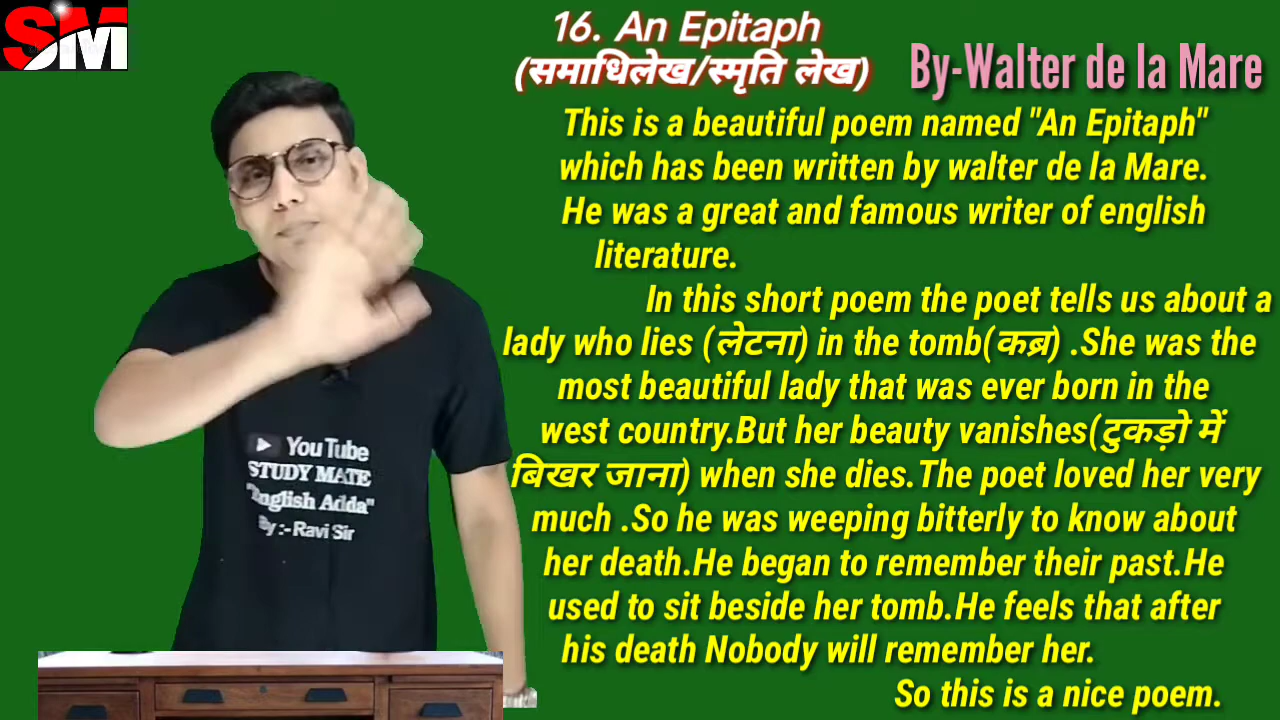 SM
16. An Epitaph
(समाधिलेख/स्मृति लेख)
By-Walter de la Mare
This is a beautiful poem named "An Epitaph"
which has been written by walter de la Mare.
He was a great and famous writer of english
literature.
In this short poem the poet tells us about a
lady who lies (लेटना) in the tomb(कब्र) .She was the
most beautiful lady that was ever born in the
west country.But her beauty vanishes(टुकड़ो में
बिखर जाना) when she dies.The poet loved her very
much .So he was weeping bitterly to know about
her death.He began to remember their past.He
used to sit beside her tomb.He feels that after
his death Nobody will remember her.
So this is a nice poem.
YouTube
STUDY MATE
"English Adda"
By :- Ravi Sir